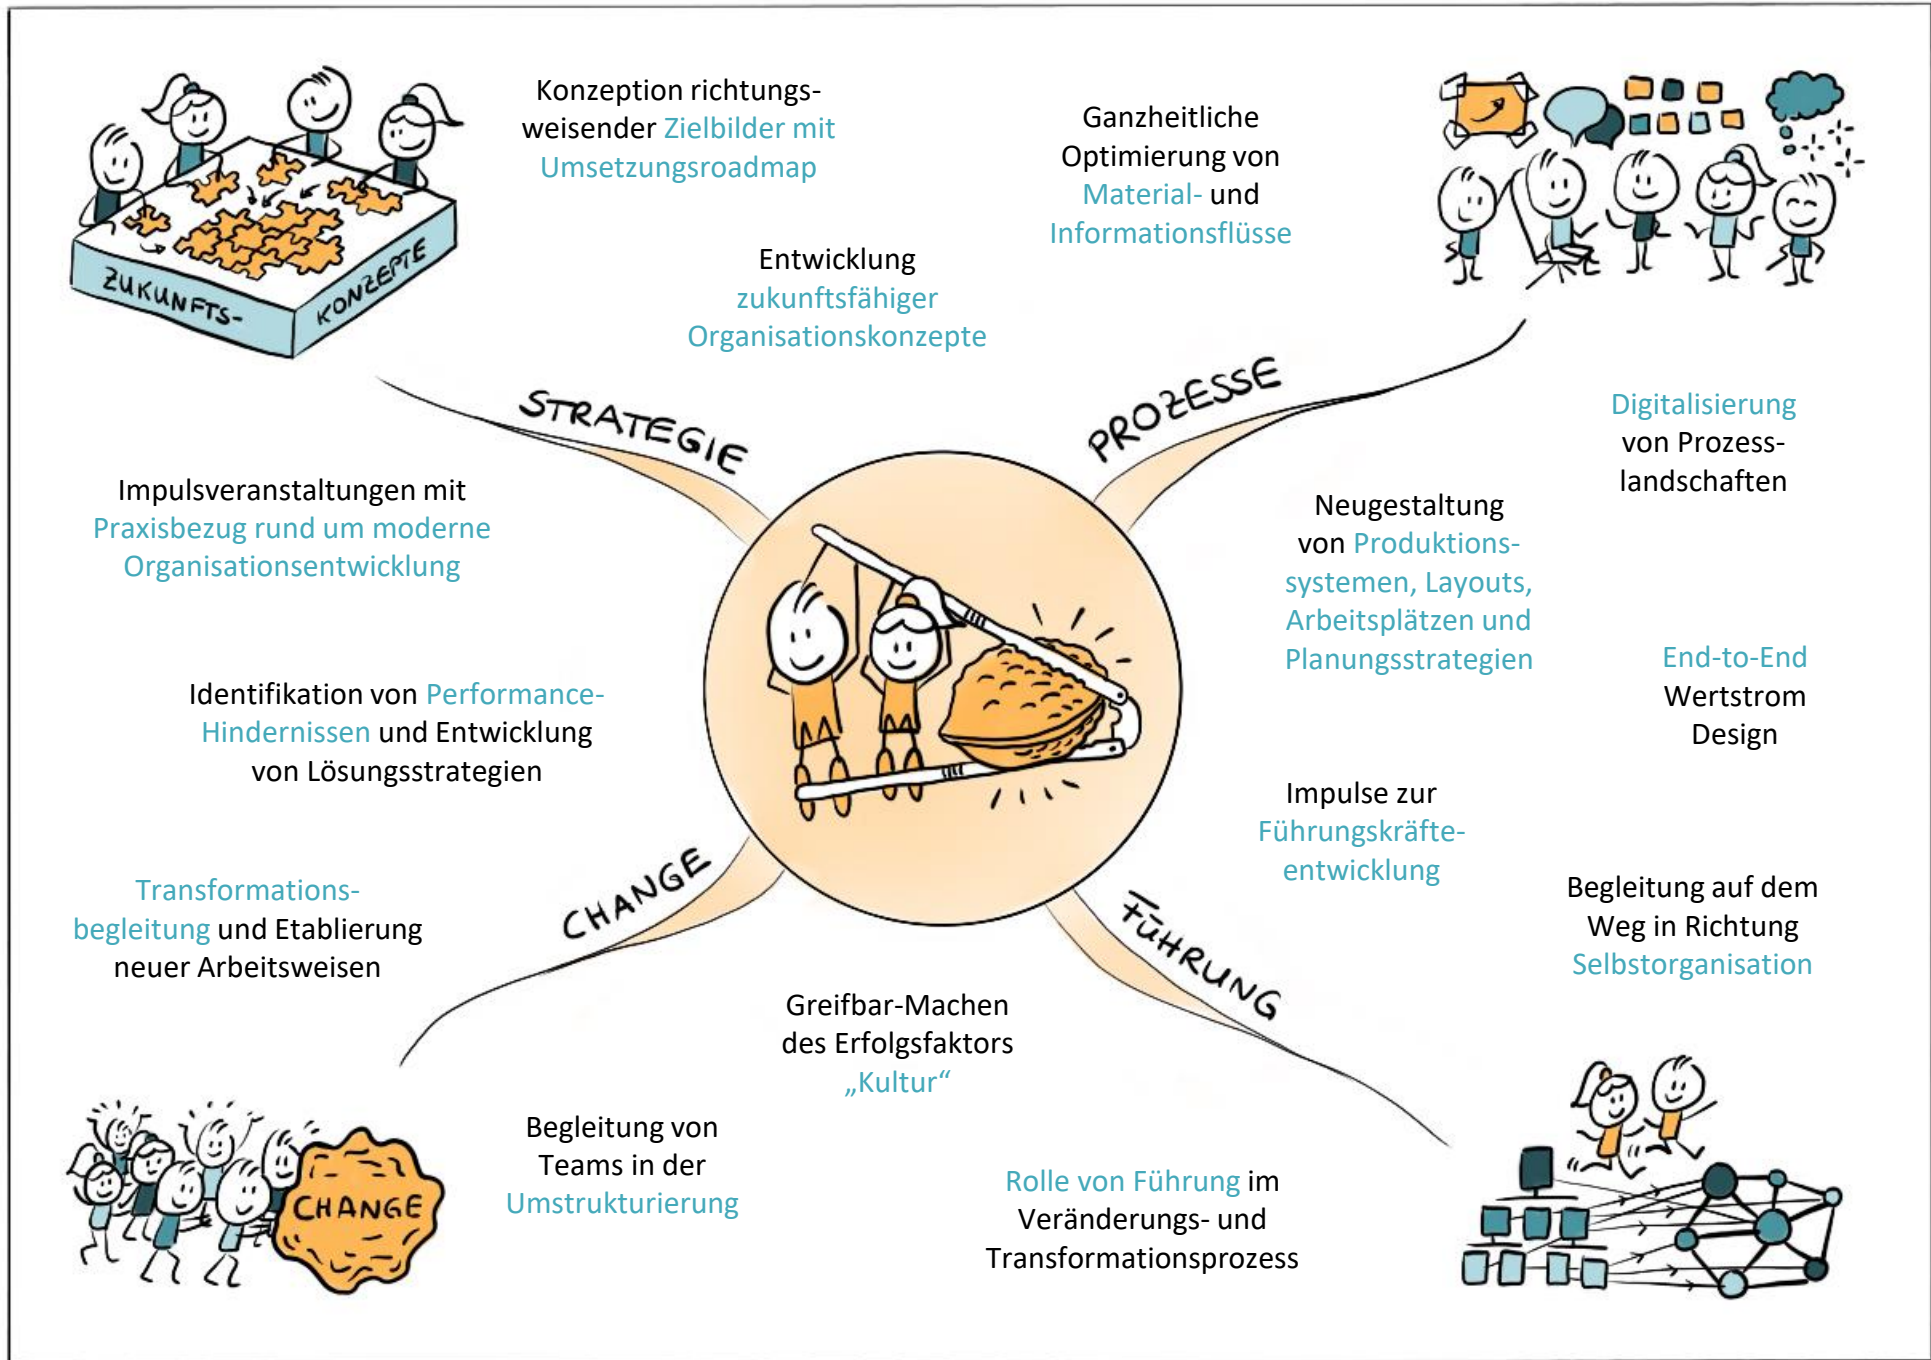 Konzeption richtungs-
weisender Zielbilder mit
Umsetzungsroadmap
Entwicklung
zukunftsfähiger
Organisationskonzepte
ZUKUNFTS-
KONZEPTE
STRATEGIE
Ganzheitliche
Optimierung von
Material- und
Informationsflüsse
PROZESSE
Digitalisierung
von Prozess-
landschaften
Neugestaltung
von Produktions-
systemen, Layouts,
Arbeitsplätzen und
Planungsstrategien
End-to-End
Wertstrom
Design
Impulsveranstaltungen mit
Praxisbezug rund um moderne
Organisationsentwicklung
Identifikation von Performance-
Hindernissen und Entwicklung
von Lösungsstrategien
CHANGE
Transformations-
begleitung und Etablierung
neuer Arbeitsweisen
Greifbar-Machen
des Erfolgsfaktors
„Kultur“
Begleitung von
Teams in der
Umstrukturierung
CHANGE
Impulse zur
Führungskräfte-
entwicklung
FÜHRUNG
Begleitung auf dem
Weg in Richtung
Selbstorganisation
Rolle von Führung im
Veränderungs- und
Transformationsprozess